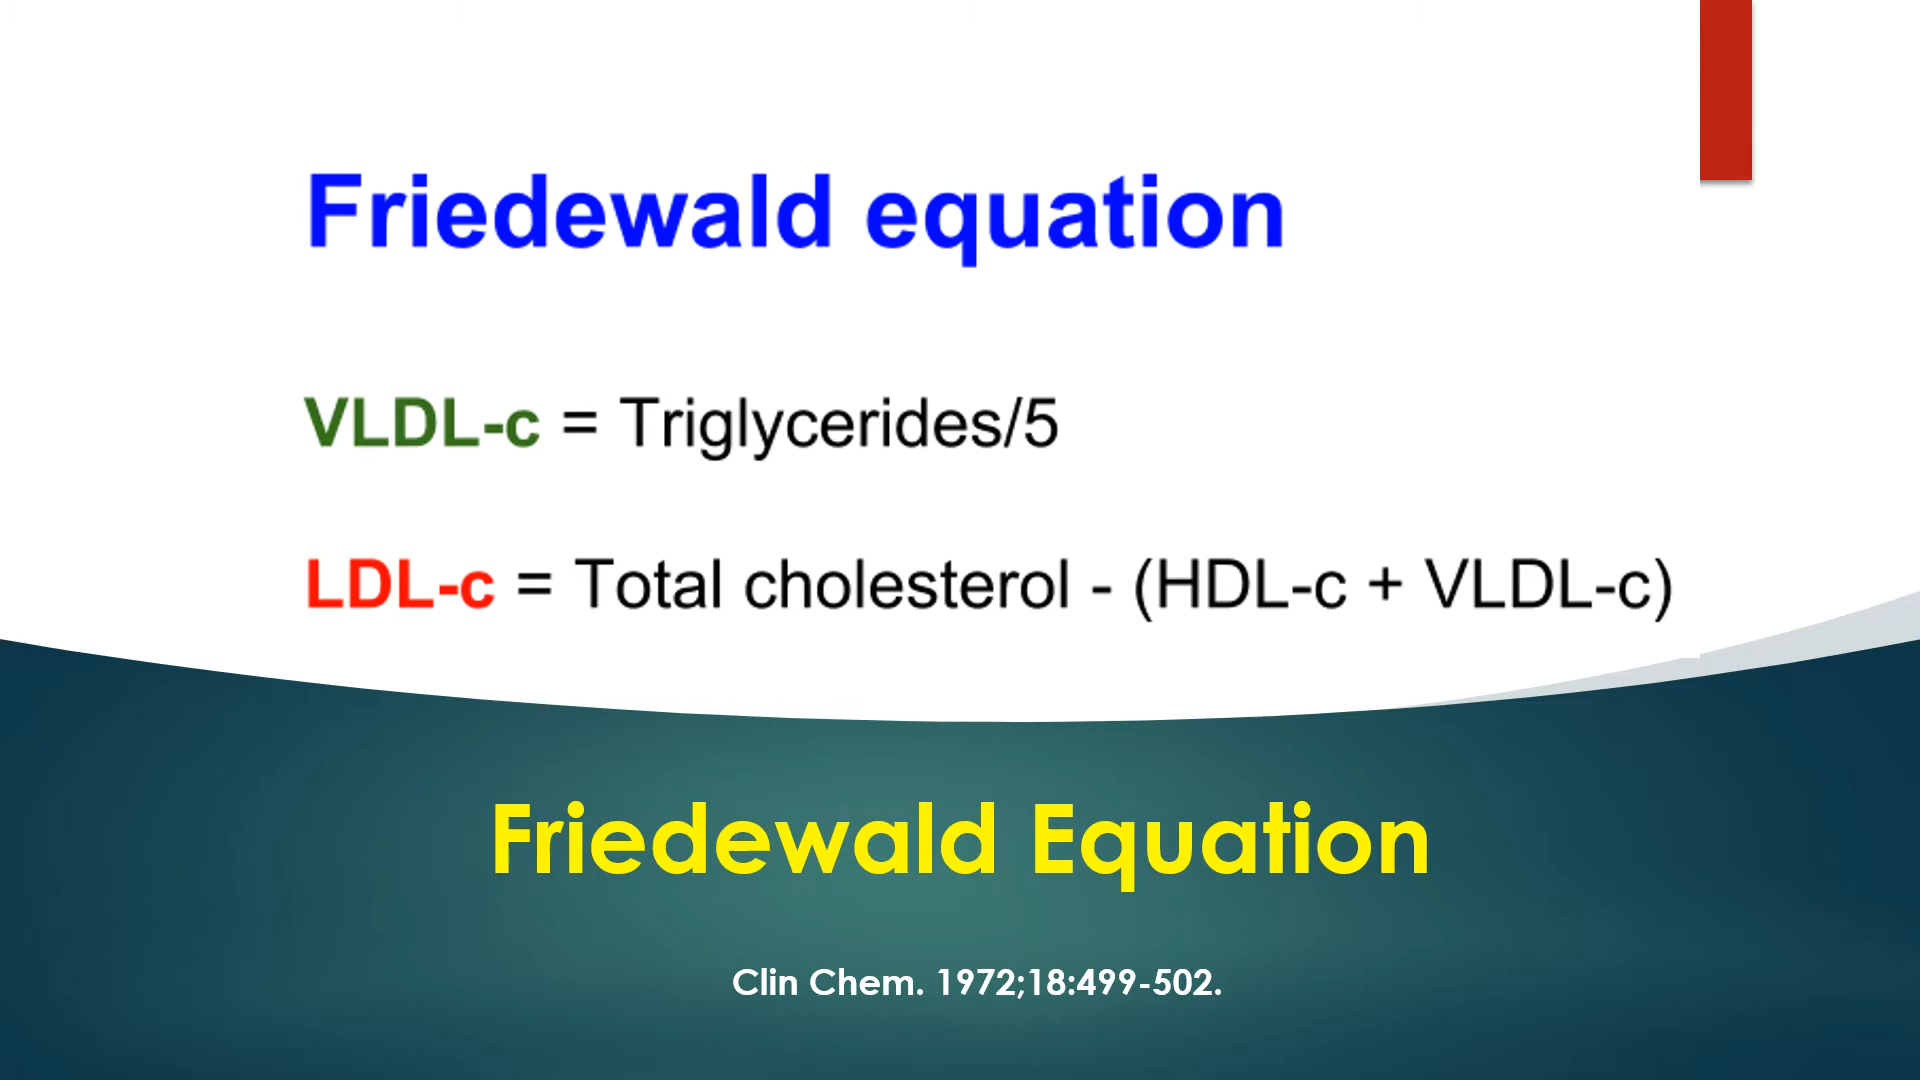 Friedewald equation
VLDL-c = Triglycerides/5
LDL-c = Total cholesterol - (HDL-c + VLDL-c)
Friedewald Equation
Clin Chem. 1972;18:499-502.